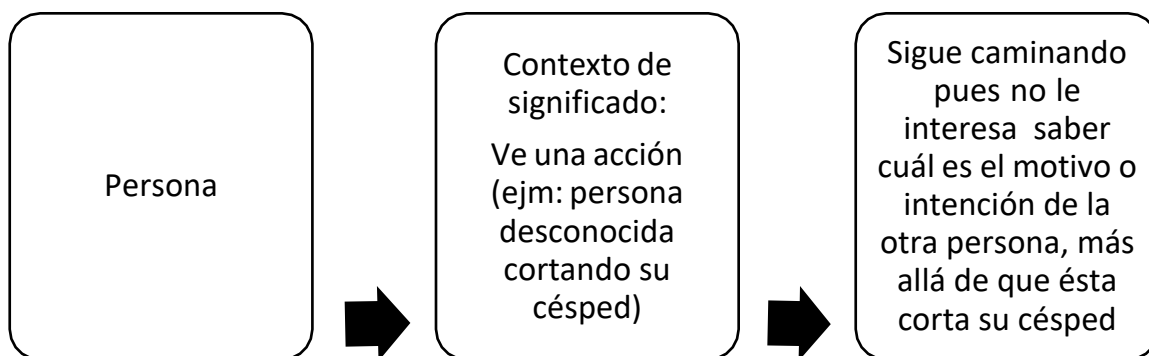 Persona
Contexto de
significado:
Ve una acción
(ejm: persona
desconocida
cortando su
césped)
Sigue caminando
pues no le
interesa saber
cuál es el motivo o
intención de la
otra persona, más
allá de que ésta
corta su césped